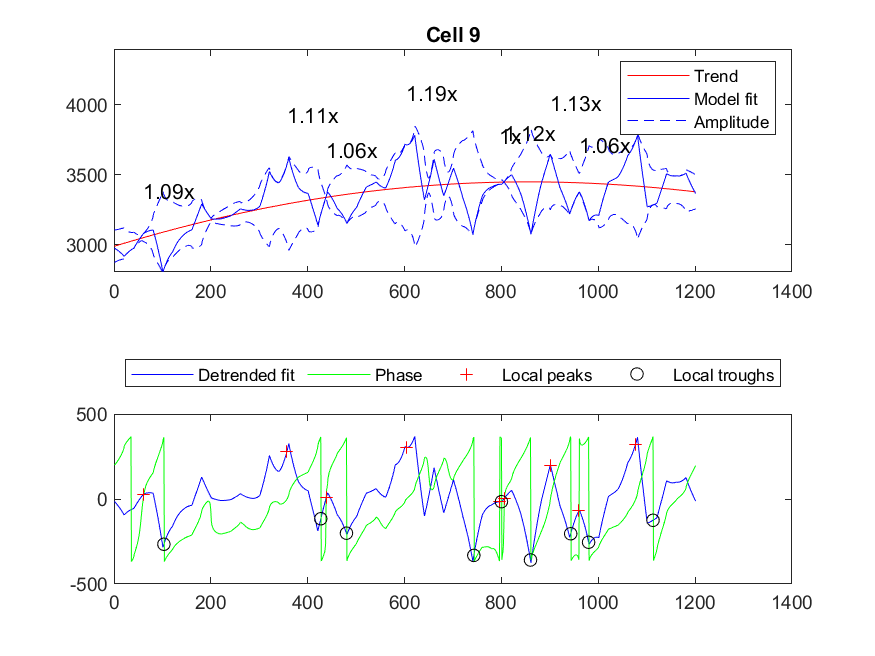 Cell 9
4000
3500
3000
1.09x
1.11x
1.06x
1.19x
1x
1.12x
1.13x
1.06x
Trend
Model fit
Amplitude
0 200 400 600 800 1000 1200 1400
Detrended fit Phase Local peaks Local troughs
500
0
-500
0 200 400 600 800 1000 1200 1400